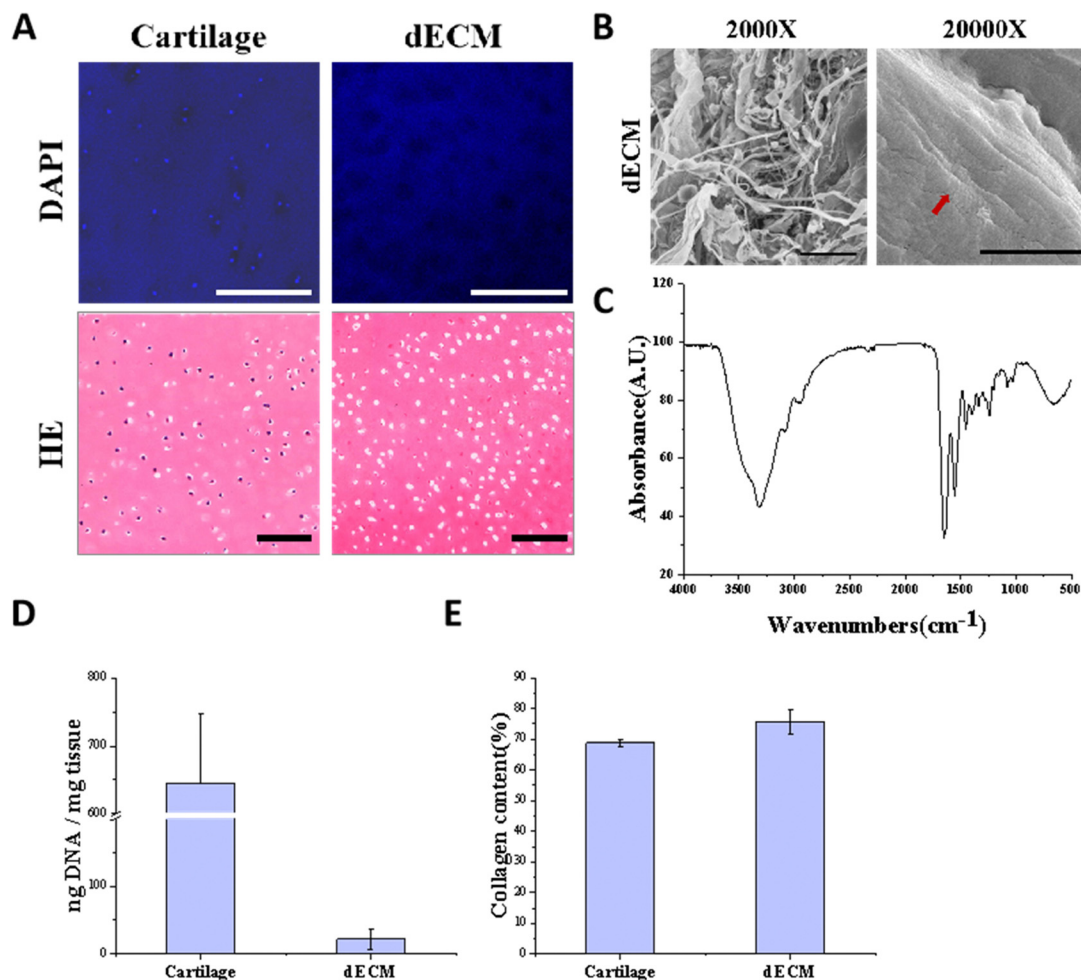 A
Cartilage
dECM
DAPI
HE
B
2000X
20000X
dECM
C
Absorbance(A.U.)
120
100
80
60
40
20
4000
3500
3000
2500
2000
1500
1000
500
Wavenumbers(cm-1)
D
ng DNA / mg tissue
800
700
600
100
0
Cartilage
dECM
E
Collagen content(%)
90
80
70
60
50
40
30
20
10
0
Cartilage
dECM